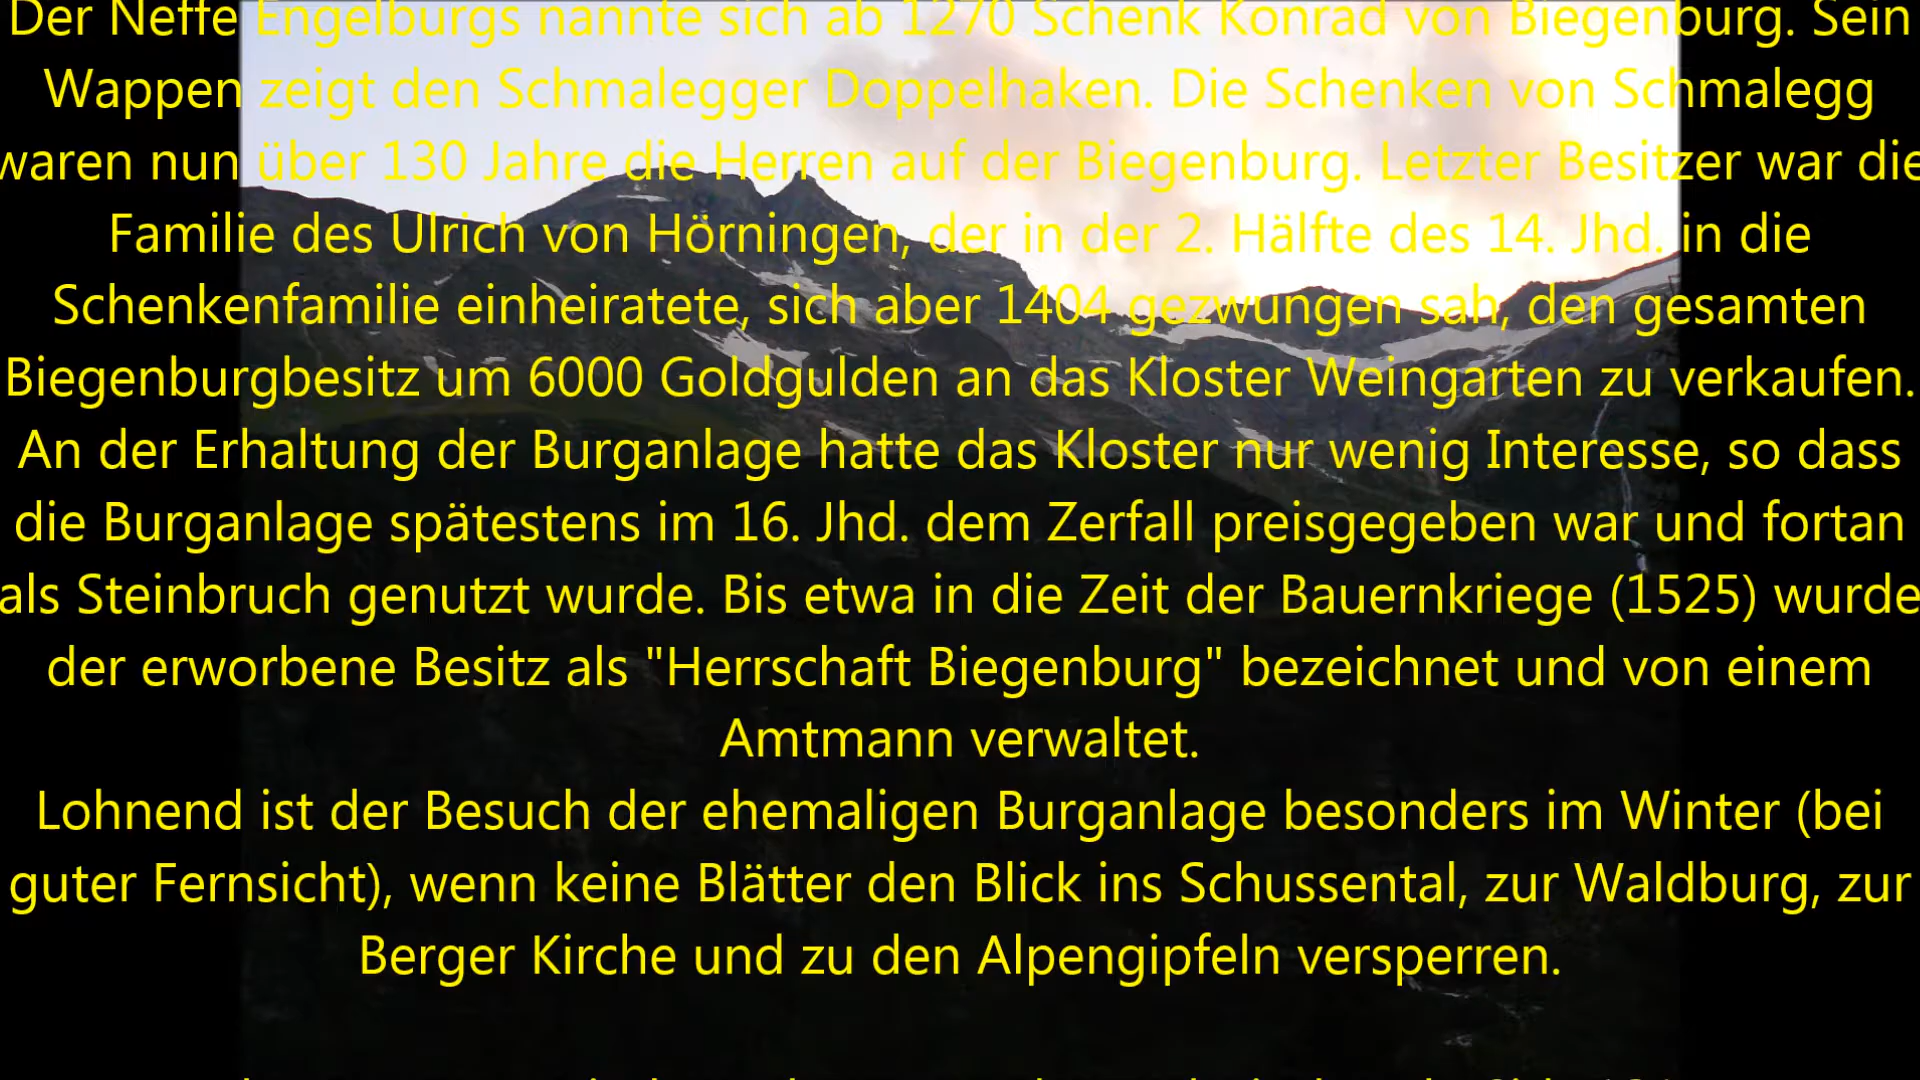 Der Neffe Engelburgs nannte sich ab 1270 Schenk Konrad von Biegenburg. Sein
Wappen zeigt den Schmalegger Doppelhaken. Die Schenken von Schmalegg
waren nun über 130 Jahre die Herren auf der Biegenburg. Letzter Besitzer war die
Familie des Ulrich von Hörningen, der in der 2. Hälfte des 14. Jhd. in die
Schenkenfamilie einheiratete, sich aber 1404 gezwungen sah, den gesamten
Biegenburgbesitz um 6000 Goldgulden an das Kloster Weingarten zu verkaufen.
An der Erhaltung der Burganlage hatte das Kloster nur wenig Interesse, so dass
die Burganlage spätestens im 16. Jhd. dem Zerfall preisgegeben war und fortan
als Steinbruch genutzt wurde. Bis etwa in die Zeit der Bauernkriege (1525) wurde
der erworbene Besitz als "Herrschaft Biegenburg" bezeichnet und von einem
Amtmann verwaltet.
Lohnend ist der Besuch der ehemaligen Burganlage besonders im Winter (bei
guter Fernsicht), wenn keine Blätter den Blick ins Schussental, zur Waldburg, zur
Berger Kirche und zu den Alpengipfeln versperren.